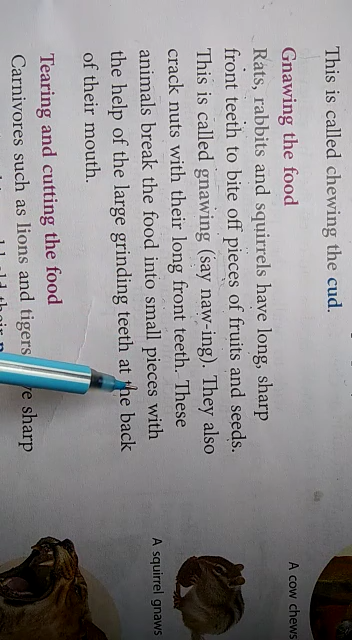 This is called chewing the cud.
Gnawing the food
Rats, rabbits and squirrels have long, sharp
front teeth to bite off pieces of fruits and seeds.
This is called gnawing (say naw-ing). They also
crack nuts with their long front teeth. These
animals break the food into small pieces with
the help of the large grinding teeth at the back
of their mouth.
Tearing and cutting the food
Carnivores such as lions and tigers sharp
A cow chews
A squirrel gnaws